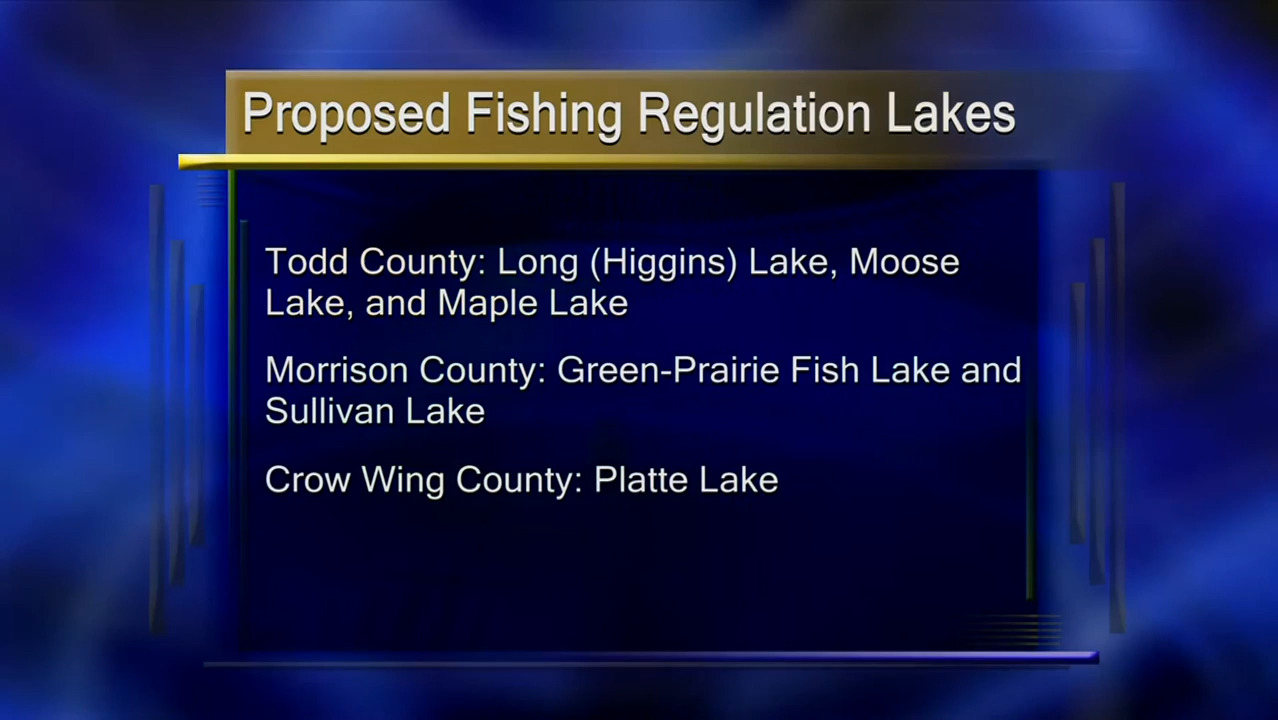 Proposed Fishing Regulation Lakes
Todd County: Long (Higgins) Lake, Moose
Lake, and Maple Lake
Morrison County: Green-Prairie Fish Lake and
Sullivan Lake
Crow Wing County: Platte Lake